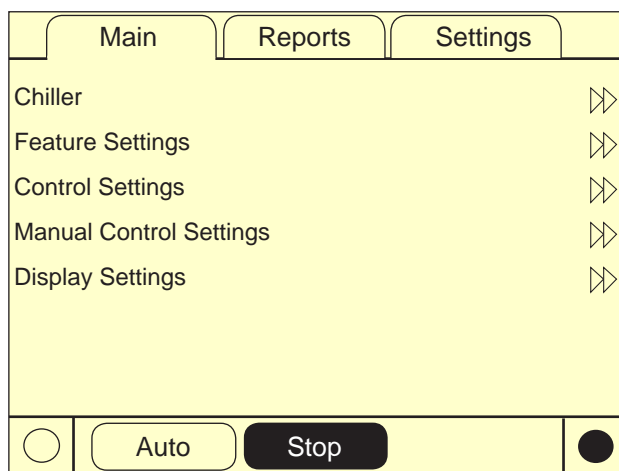 Main Reports Settings
Chiller
Feature Settings
Control Settings
Manual Control Settings
Display Settings
Auto Stop